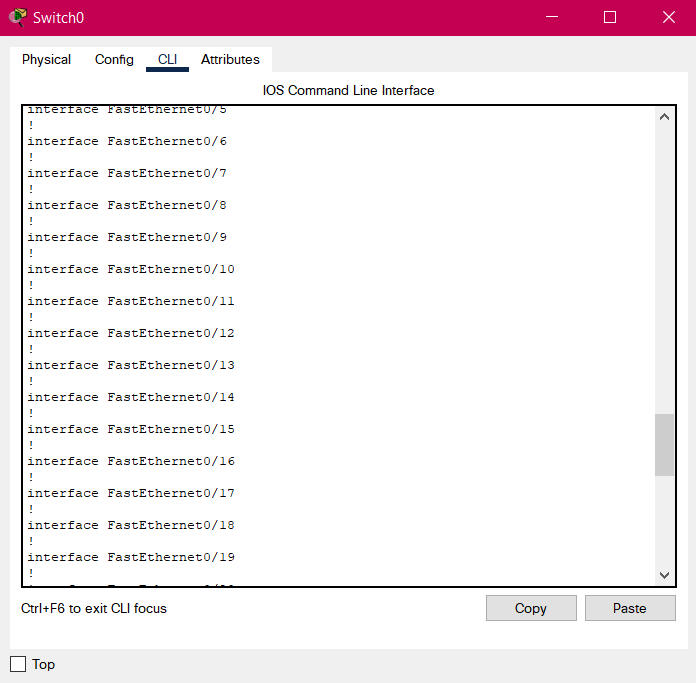 Switch0
Physical Config CLI Attributes
IOS Command Line Interface
interface FastEthernet0/5
!
interface FastEthernet0/6
!
interface FastEthernet0/7
!
interface FastEthernet0/8
!
interface FastEthernet0/9
!
interface FastEthernet0/10
!
interface FastEthernet0/11
!
interface FastEthernet0/12
!
interface FastEthernet0/13
!
interface FastEthernet0/14
!
interface FastEthernet0/15
!
interface FastEthernet0/16
!
interface FastEthernet0/17
!
interface FastEthernet0/18
!
interface FastEthernet0/19
!
Ctrl+F6 to exit CLI focus
Copy Paste
Top